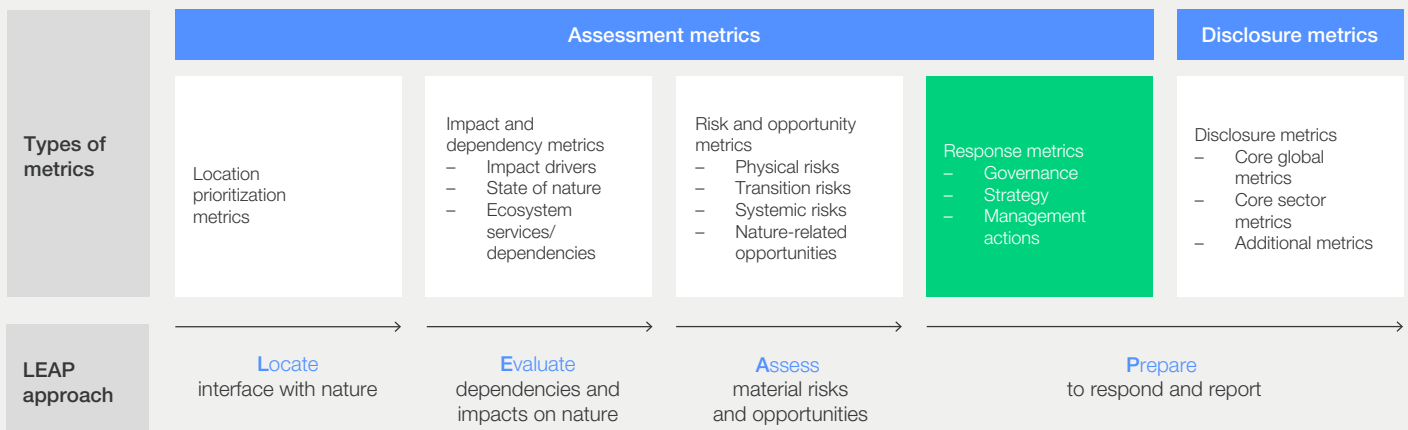 Assessment metrics
Disclosure metrics
Types of
metrics
Location
prioritization
metrics
Impact and
dependency metrics
– Impact drivers
– State of nature
– Ecosystem
services/
dependencies
Risk and opportunity
metrics
– Physical risks
– Transition risks
– Systemic risks
– Nature-related
opportunities
Response metrics
– Governance
– Strategy
– Management
actions
Disclosure metrics
– Core global
metrics
– Core sector
metrics
– Additional metrics
LEAP
approach
Locate
interface with nature
Evaluate
dependencies and
impacts on nature
Assess
material risks
and opportunities
Prepare
to respond and report